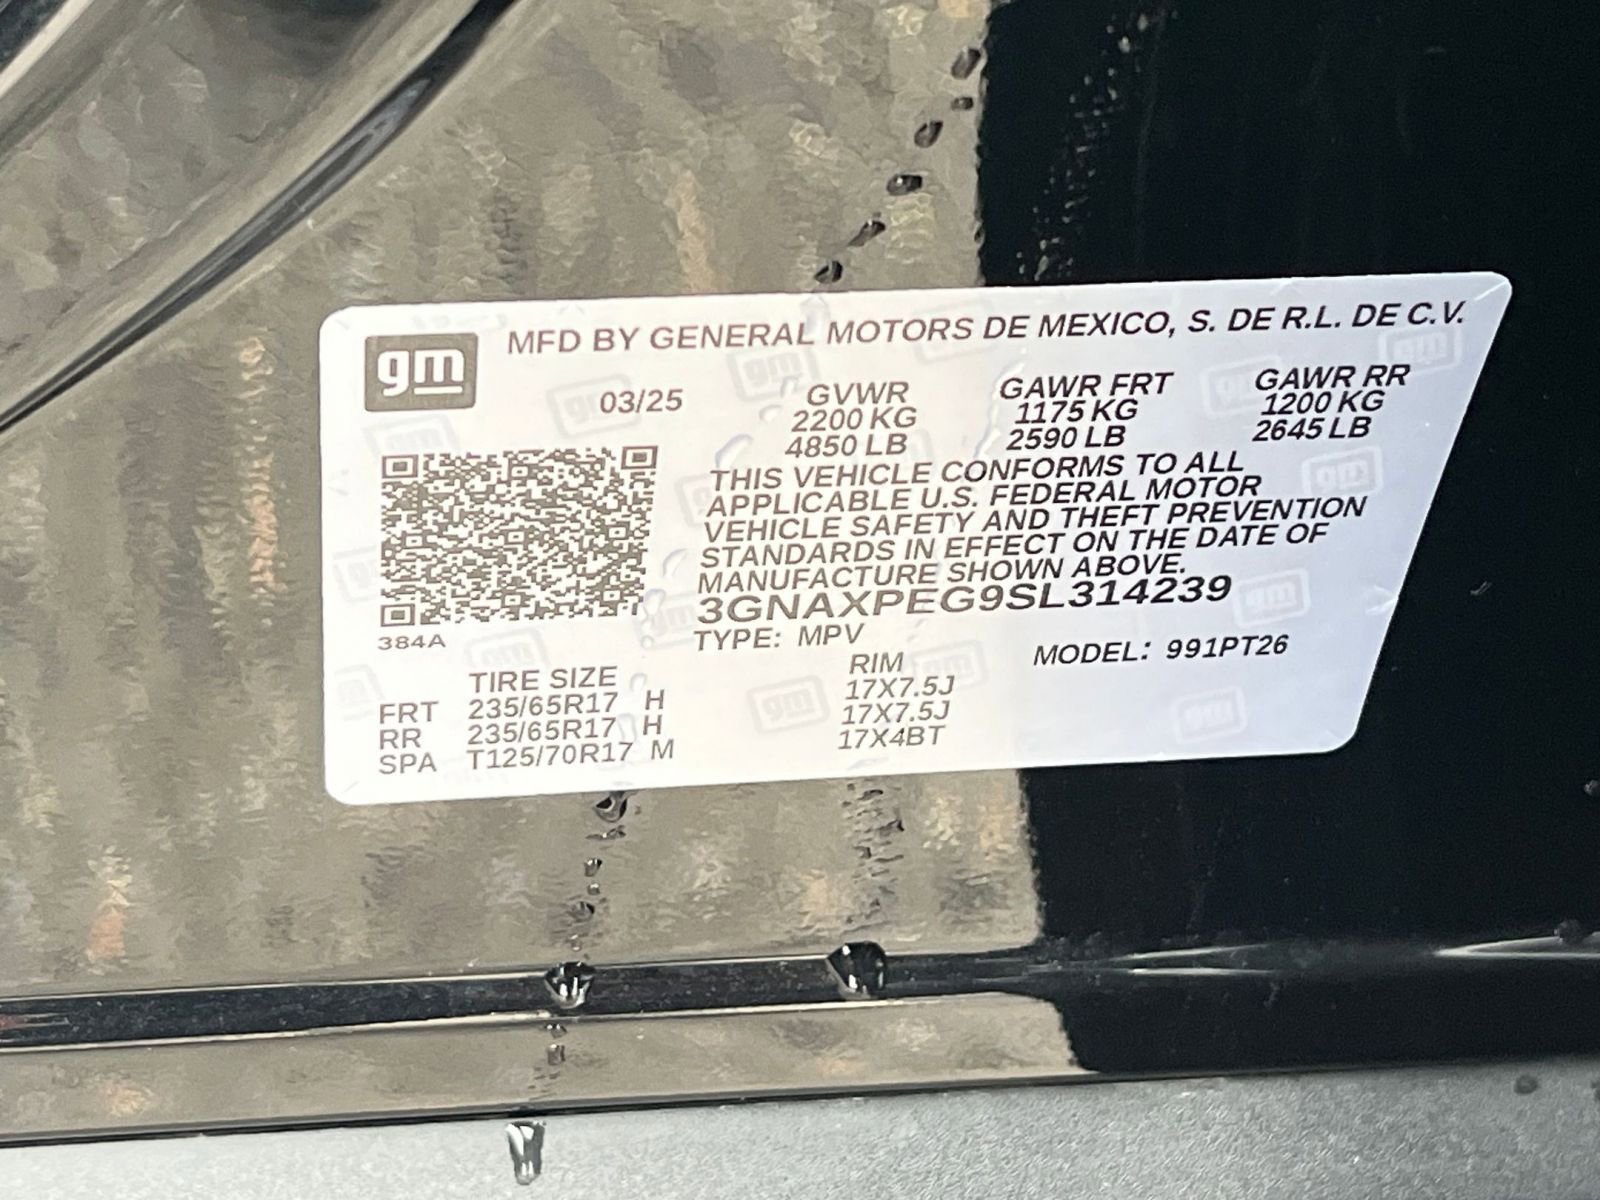 gm
MFD BY GENERAL MOTORS DE MEXICO, S. DE R.L. DE C.V.
03/25 GVWR GAWR FRT GAWR RR
2200 KG 1175 KG 1200 KG
4850 LB 2590 LB 2645 LB
THIS VEHICLE CONFORMS TO ALL
APPLICABLE U.S. FEDERAL MOTOR
VEHICLE SAFETY AND THEFT PREVENTION
STANDARDS IN EFFECT ON THE DATE OF
MANUFACTURE SHOWN ABOVE.
3GNAXPEG9SL314239
384A
TYPE: MPV MODEL: 991PT26
TIRE SIZE RIM
FRT 235/65R17 H 17X7.5J
RR 235/65R17 H 17X7.5J
SPA T125/70R17 M 17X4BT